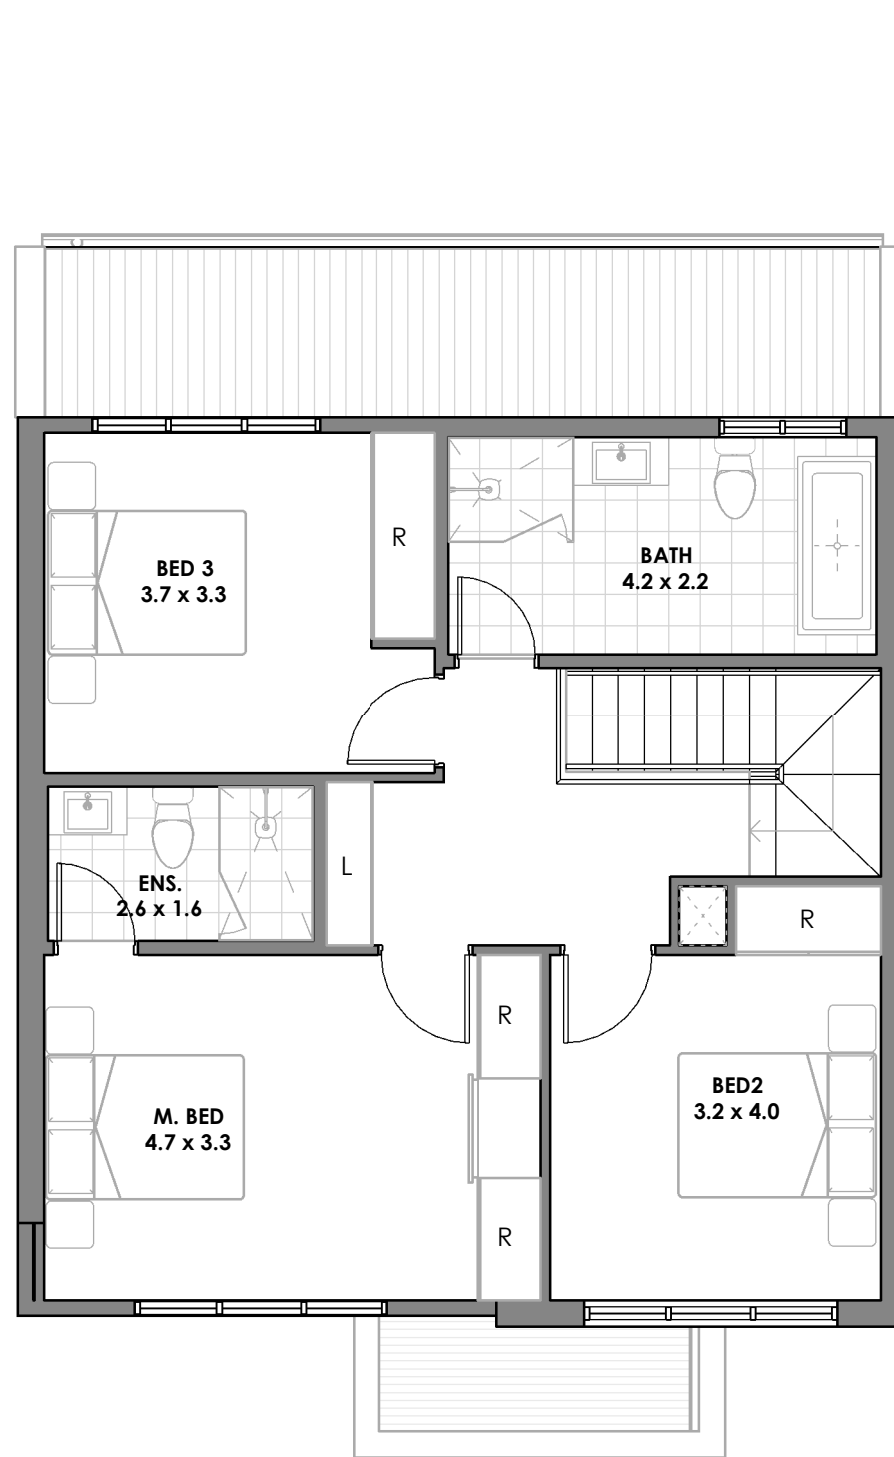 R
BED 3
3.7 x 3.3
BATH
4.2 x 2.2
L
ENS.
2.6 x 1.6
R
R
M. BED
4.7 x 3.3
BED2
3.2 x 4.0
R